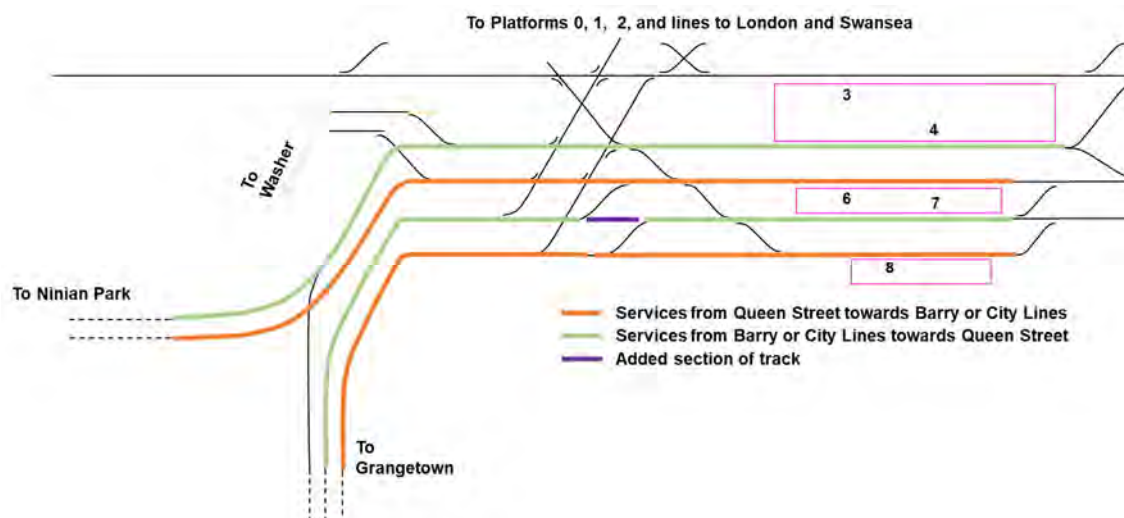 To Platforms 0, 1, 2, and lines to London and Swansea
3
4
To
Washer
6
7
8
To Ninian Park
Services from Queen Street towards Barry or City Lines
Services from Barry or City Lines towards Queen Street
Added section of track
To
Grangetown